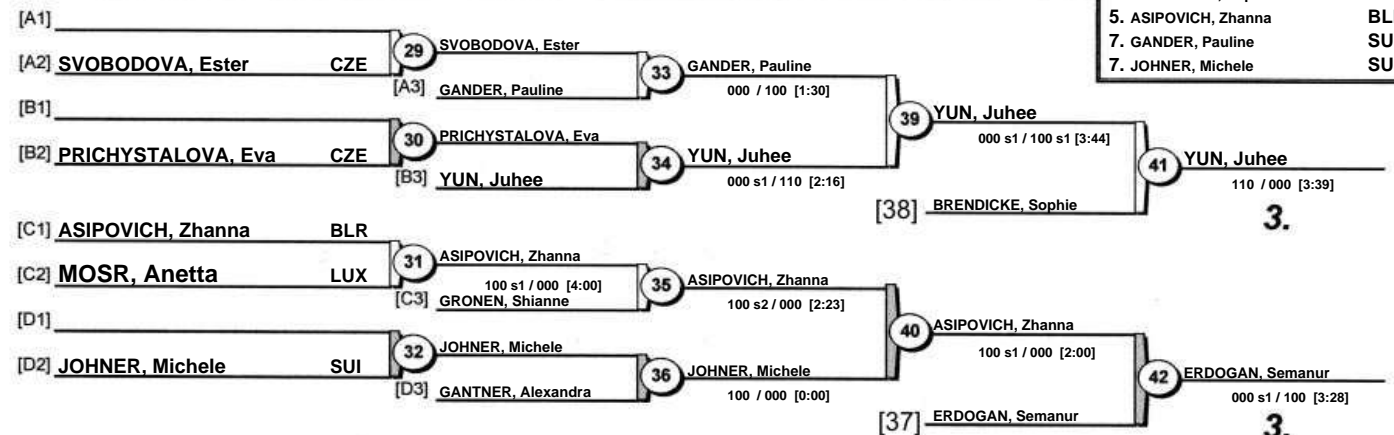 5. ASIPOVICH, Zhanna BL
7. GANDER, Pauline SU
7. JOHNER, Michele SU
[A1]
[A2] SVOBODOVA, Ester CZE
29
SVOBODOVA, Ester
[A3] GANDER, Pauline
33
GANDER, Pauline
000 / 100 [1:30]
[B1]
[B2] PRICHYSTALOVA, Eva CZE
30
PRICHYSTALOVA, Eva
[B3] YUN, Juhee
34
YUN, Juhee
000 s1 / 110 [2:16]
39
YUN, Juhee
000 s1 / 100 s1 [3:44]
[38] BRENDICKE, Sophie
41
YUN, Juhee
110 / 000 [3:39]
3.
[C1] ASIPOVICH, Zhanna BLR
[C2] MOSR, Anetta LUX
31
ASIPOVICH, Zhanna
100 s1 / 000 [4:00]
[C3] GRONEN, Shianne
35
ASIPOVICH, Zhanna
100 s2 / 000 [2:23]
[D1]
[D2] JOHNER, Michele SUI
32
JOHNER, Michele
[D3] GANTNER, Alexandra
36
JOHNER, Michele
100 / 000 [0:00]
40
ASIPOVICH, Zhanna
100 s1 / 000 [2:00]
[37] ERDOGAN, Semanur
42
ERDOGAN, Semanur
000 s1 / 100 [3:28]
3.